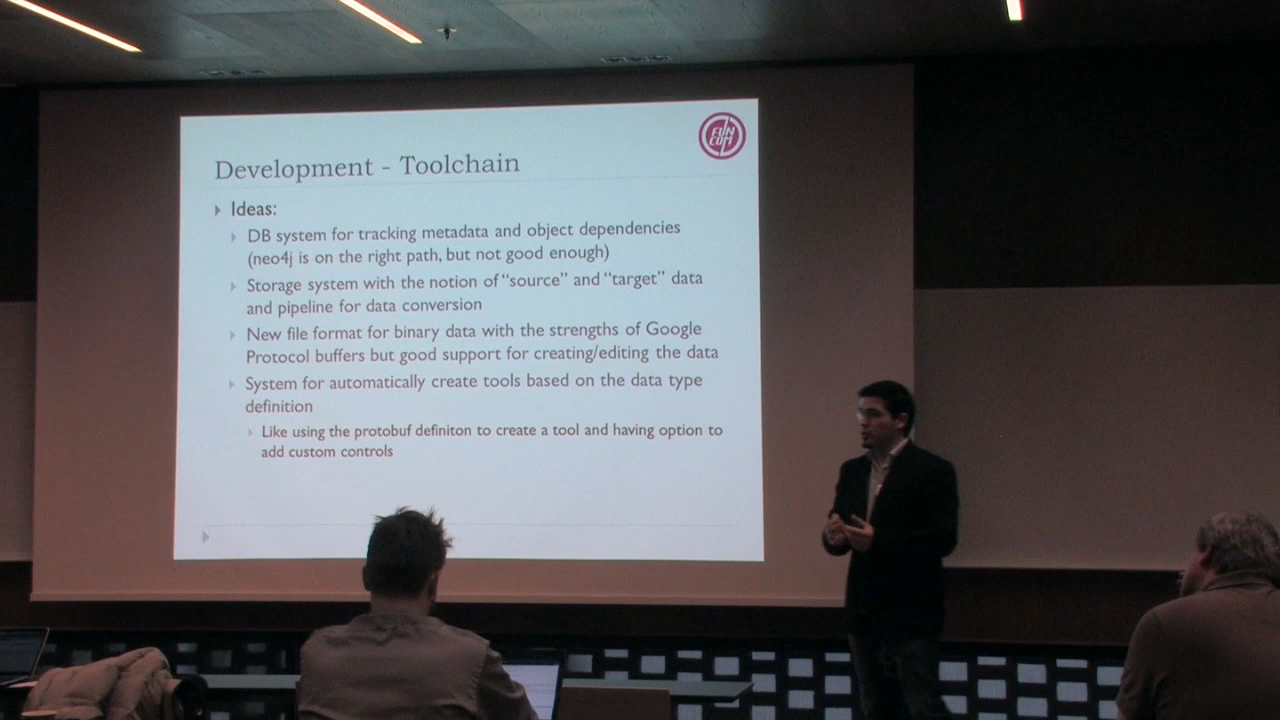 FUN
COM
Development - Toolchain
Ideas:
DB system for tracking metadata and object dependencies
(neo4j is on the right path, but not good enough)
Storage system with the notion of “source” and “target” data
and pipeline for data conversion
New file format for binary data with the strengths of Google
Protocol buffers but good support for creating/editing the data
System for automatically create tools based on the data type
definition
Like using the protobuf definiton to create a tool and having option to
add custom controls